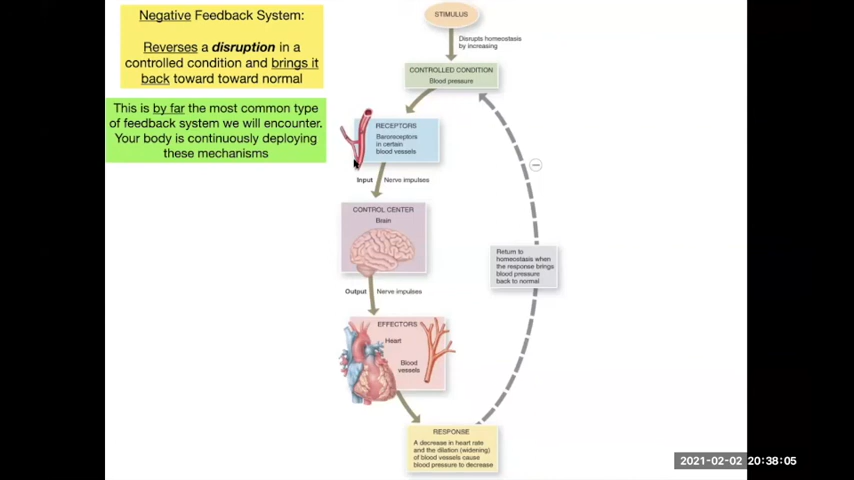 Negative Feedback System:
Reverses a disruption in a
controlled condition and brings it
back toward toward normal
This is by far the most common type
of feedback system we will encounter.
Your body is continuously deploying
these mechanisms
STIMULUS
Disrupts homeostasis
by increasing
CONTROLLED CONDITION
Blood pressure
RECEPTORS
Baroreceptors
in certain
blood vessels
Input
Nerve impulses
CONTROL CENTER
Brain
Return to
homeostasis when
the response brings
blood pressure
back to normal
Output
Nerve impulses
EFFECTORS
Heart
Blood
vessels
RESPONSE
A decrease in heart rate
and the dilation (widening)
of blood vessels cause
blood pressure to decrease
2021-02-02 20:38:05